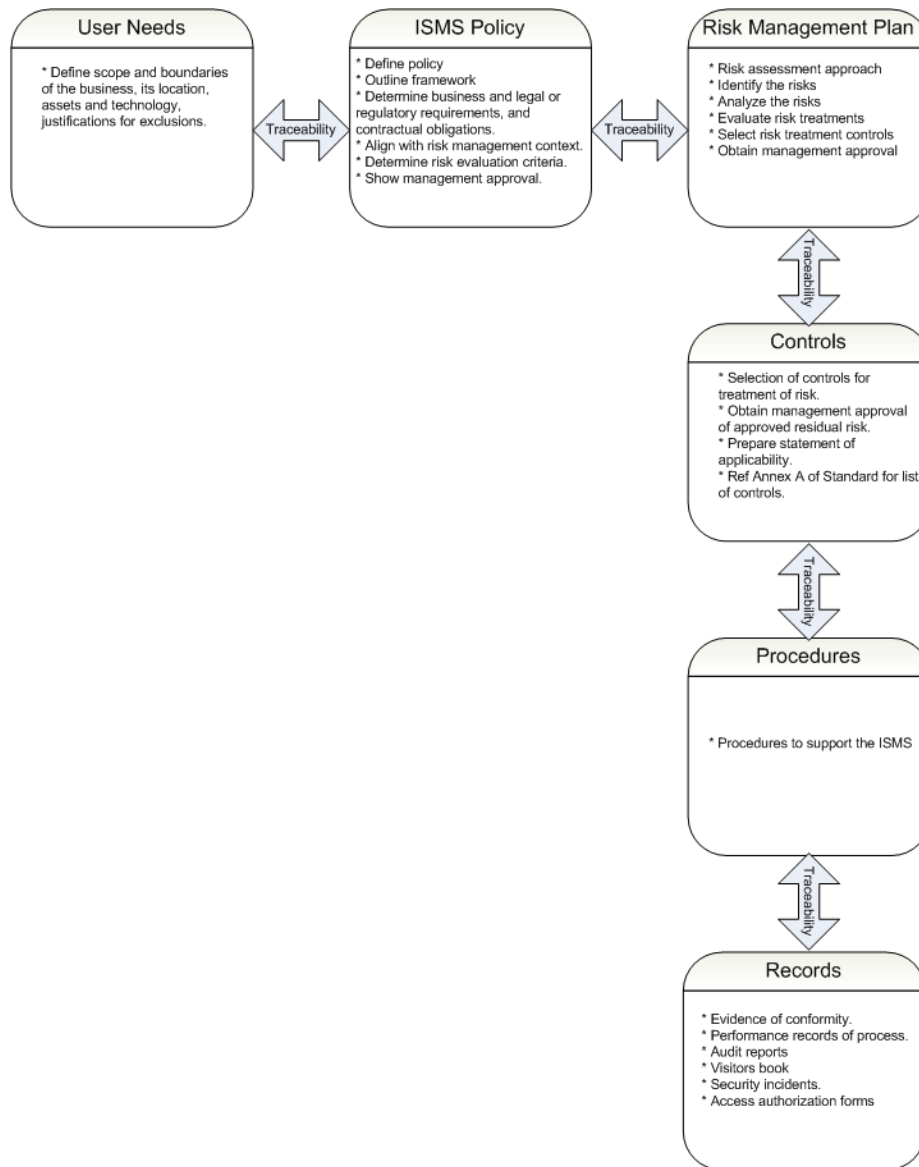 User Needs
* Define scope and boundaries
of the business, its location,
assets and technology,
justifications for exclusions.
Traceability
ISMS Policy
* Define policy
* Outline framework
* Determine business and legal or
regulatory requirements, and
contractual obligations.
* Align with risk management context.
* Determine risk evaluation criteria.
* Show management approval.
Traceability
Risk Management Plan
* Risk assessment approach
* Identify the risks
* Analyze the risks
* Evaluate risk treatments
* Select risk treatment controls
* Obtain management approval
Traceability
Controls
* Selection of controls for
treatment of risk.
* Obtain management approval
of approved residual risk.
* Prepare statement of
applicability.
* Ref Annex A of Standard for list
of controls.
Traceability
Procedures
* Procedures to support the ISMS
Traceability
Records
* Evidence of conformity.
* Performance records of process.
* Audit reports
* Visitors book
* Security incidents.
* Access authorization forms